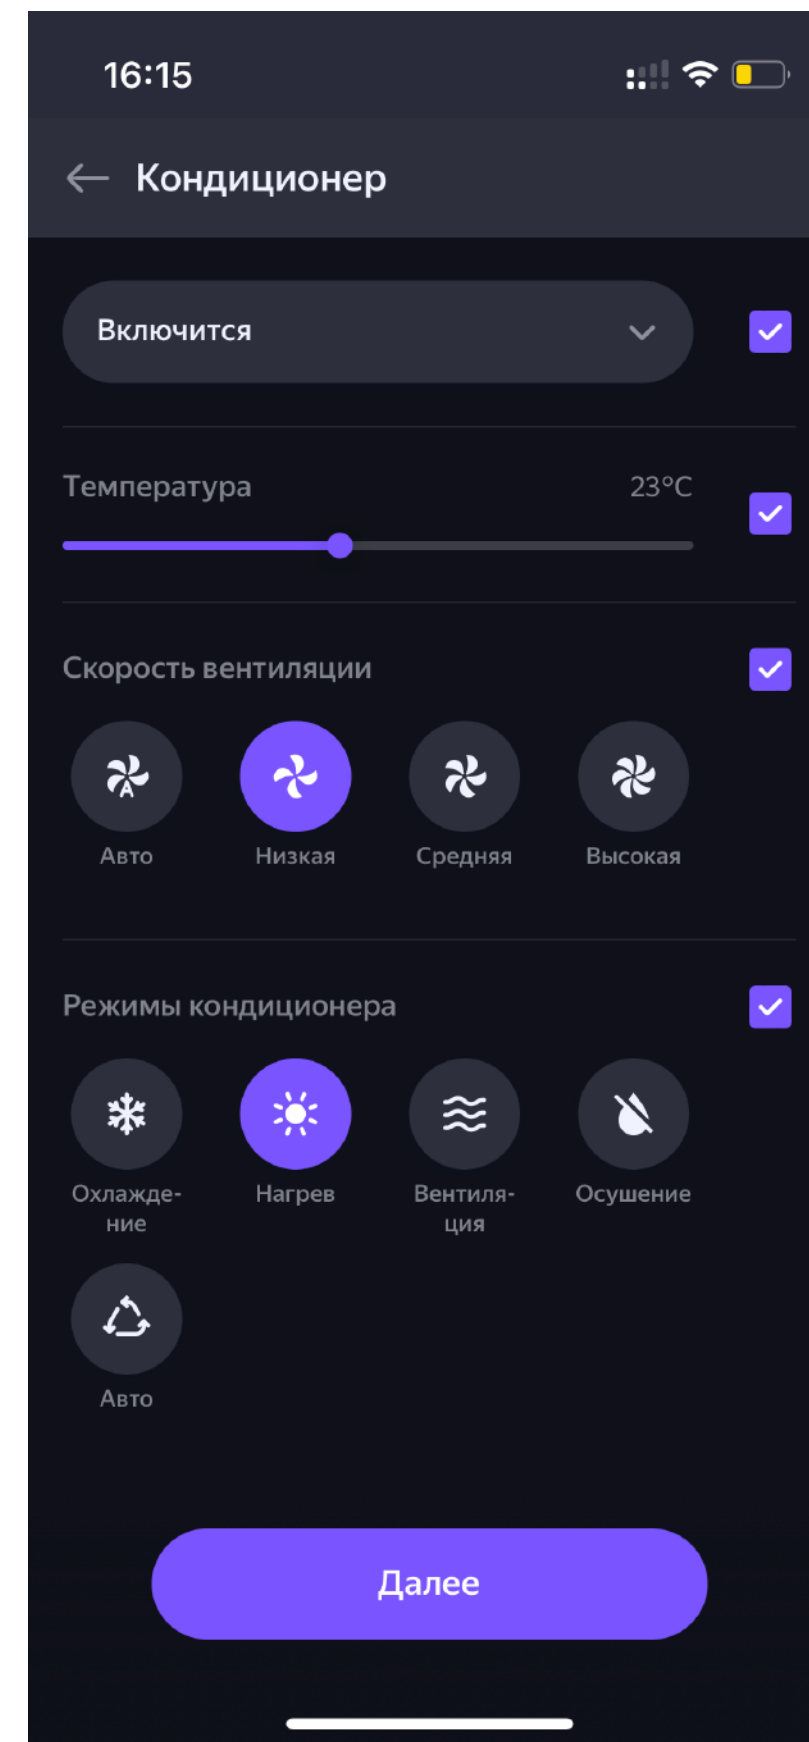 16:15
Кондиционер
Включится
Температура 23°C
Скорость вентиляции
A
Авто Низкая Средняя Высокая
Режимы кондиционера
Охлажде- Нагрев Вентиля- Осушение
ние ция
Авто
Далее